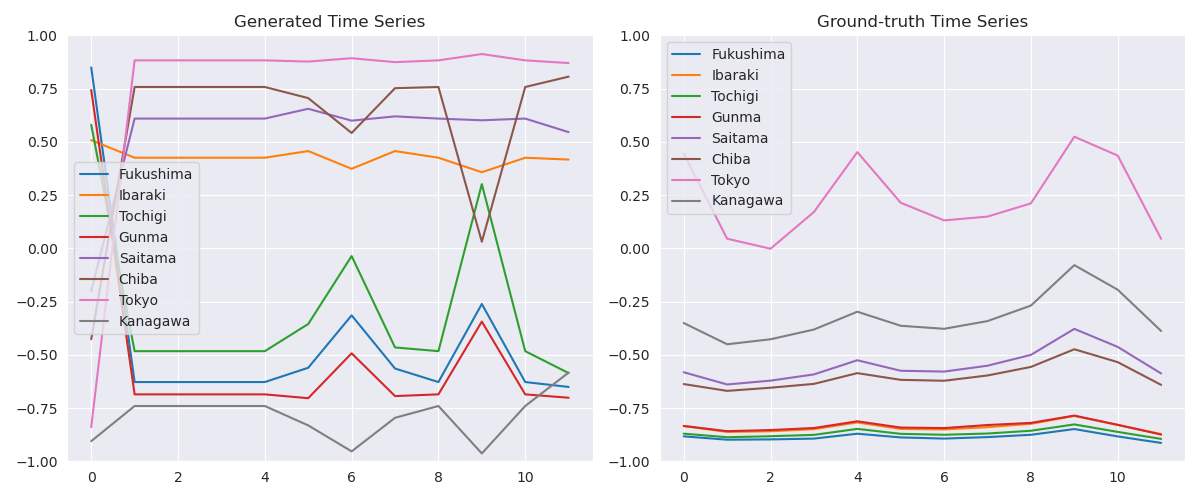 Generated Time Series
1.00
0.75
0.50
0.25
0.00
−0.25
−0.50
−0.75
−1.00
0 2 4 6 8 10
Fukushima
Ibaraki
Tochigi
Gunma
Saitama
Chiba
Tokyo
Kanagawa
Ground-truth Time Series
1.00
0.75
0.50
0.25
0.00
−0.25
−0.50
−0.75
−1.00
0 2 4 6 8 10
Fukushima
Ibaraki
Tochigi
Gunma
Saitama
Chiba
Tokyo
Kanagawa